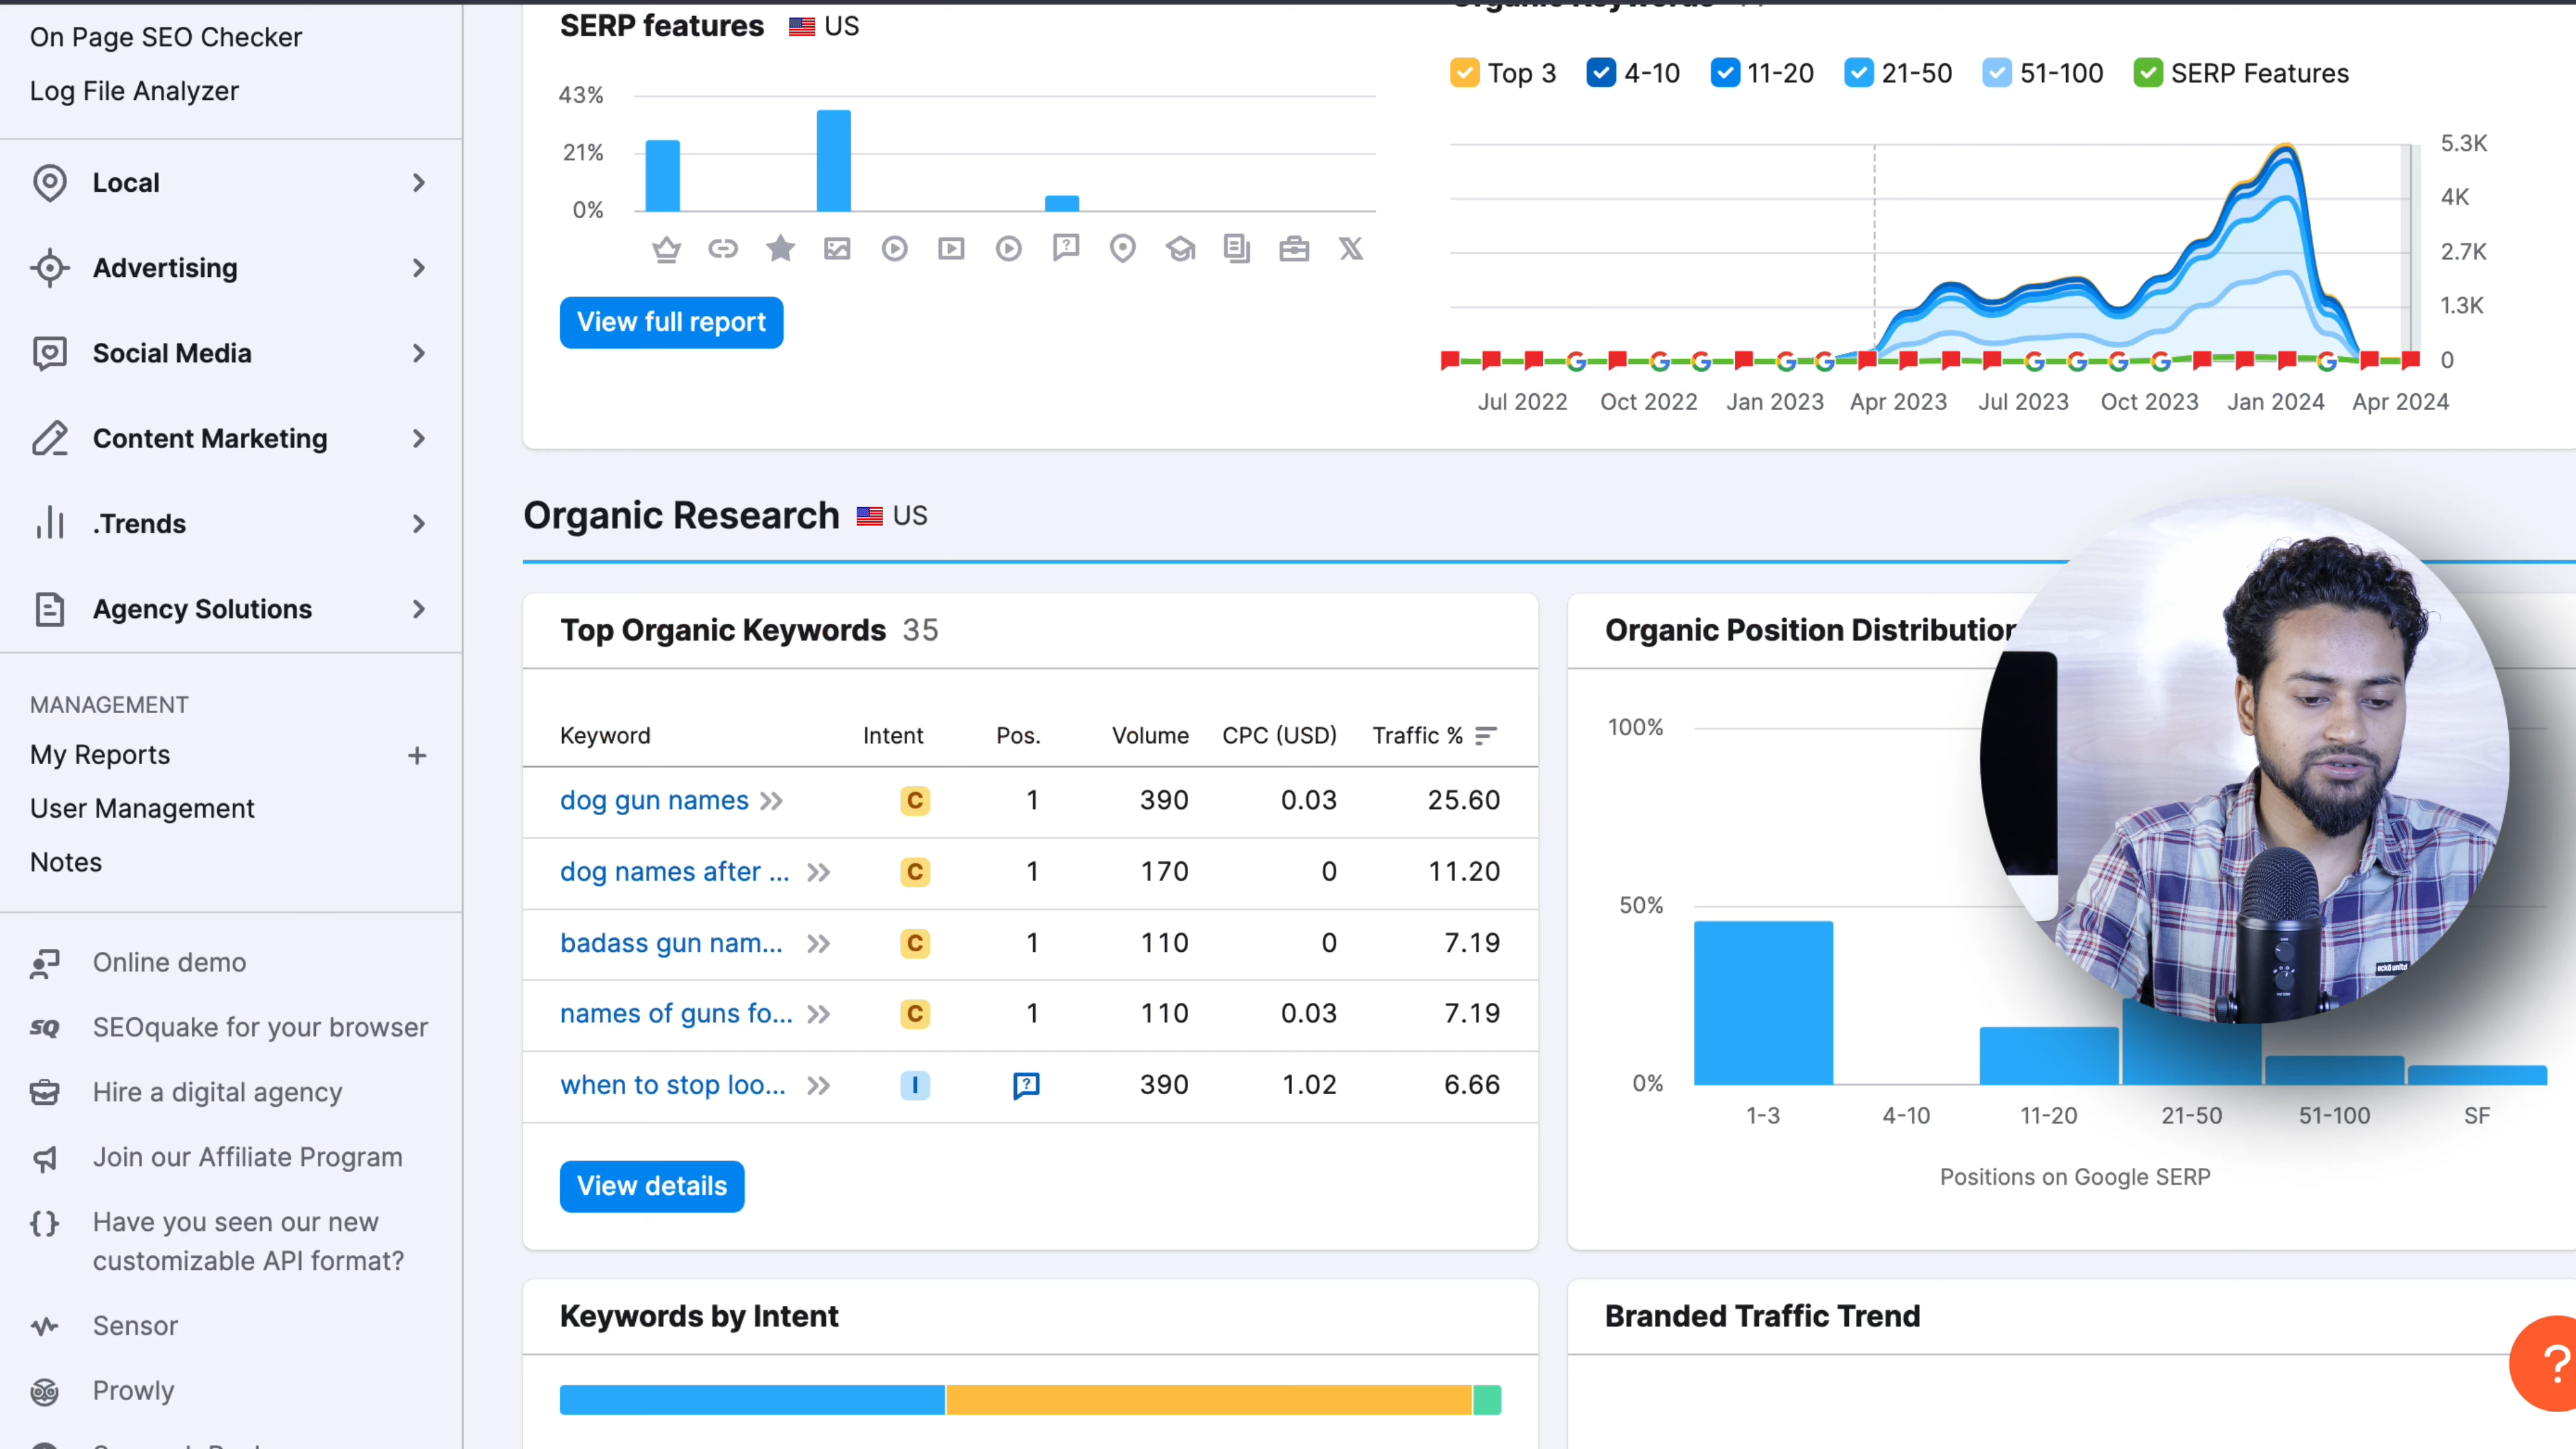 On Page SEO Checker
Log File Analyzer
Local
Advertising
Social Media
Content Marketing
.Trends
Agency Solutions
MANAGEMENT
My Reports
User Management
Notes
Online demo
SEOquake for your browser
Hire a digital agency
Join our Affiliate Program
Have you seen our new
customizable API format?
Sensor
Prowly
SERP features US
43%
21%
0%
View full report
Top 3 4-10 11-20 21-50 51-100 SERP Features
5.3K
4K
2.7K
1.3K
0
Jul 2022 Oct 2022 Jan 2023 Apr 2023 Jul 2023 Oct 2023 Jan 2024 Apr 2024
Organic Research US
Top Organic Keywords 35
Keyword Intent Pos. Volume CPC (USD) Traffic %
dog gun names C 1 390 0.03 25.60
dog names after ... C 1 170 0 11.20
badass gun nam... C 1 110 0 7.19
names of guns fo... C 1 110 0.03 7.19
when to stop loo... I 390 1.02 6.66
View details
Organic Position Distribution
100%
50%
0%
1-3 4-10 11-20 21-50 51-100 SF
Positions on Google SERP
Keywords by Intent
Branded Traffic Trend
?